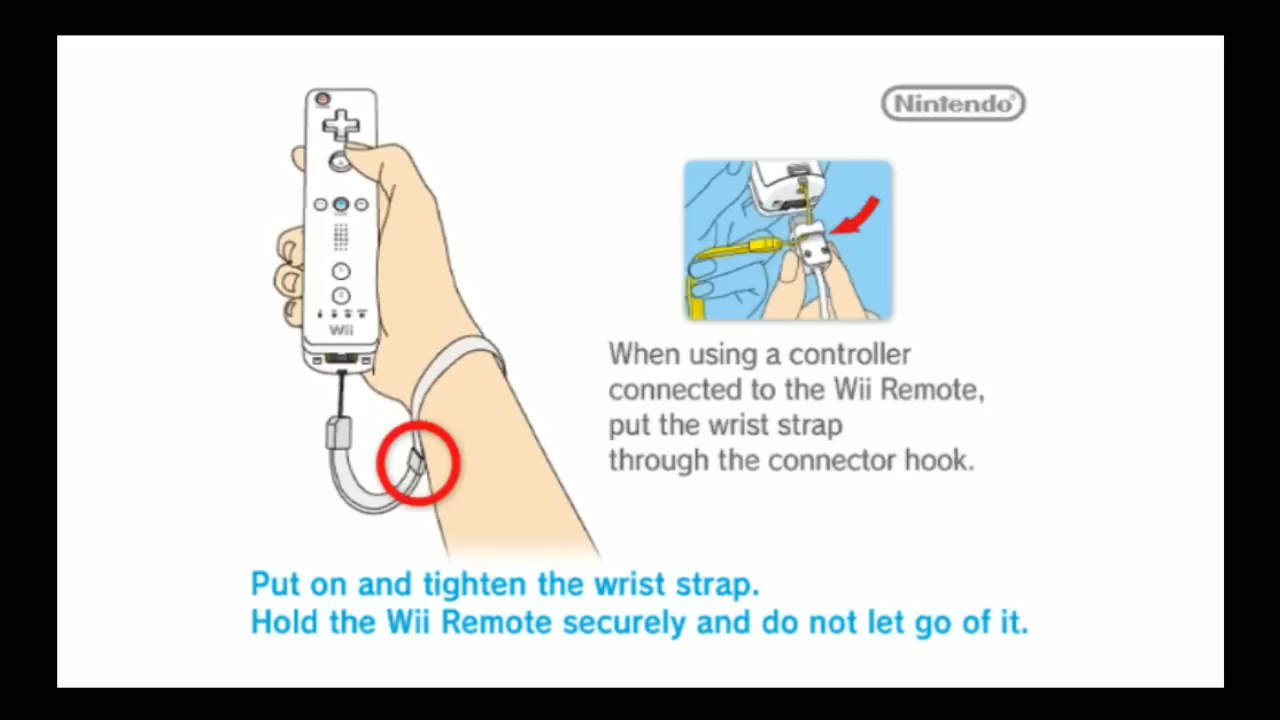 Nintendo®
When using a controller
connected to the Wii Remote,
put the wrist strap
through the connector hook.
Wii
Put on and tighten the wrist strap.
Hold the Wii Remote securely and do not let go of it.